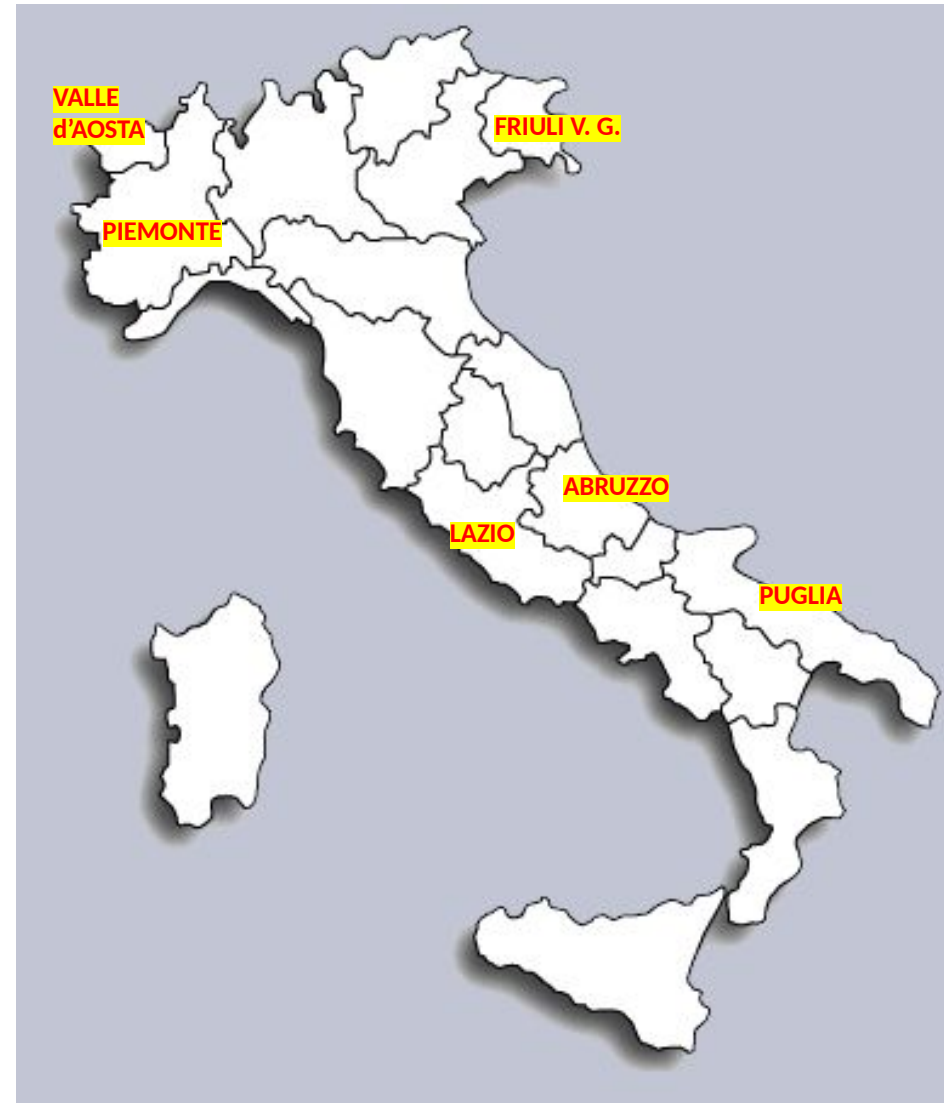 VALLE
d’AOSTA
FRIULI V. G.
PIEMONTE
ABRUZZO
LAZIO
PUGLIA